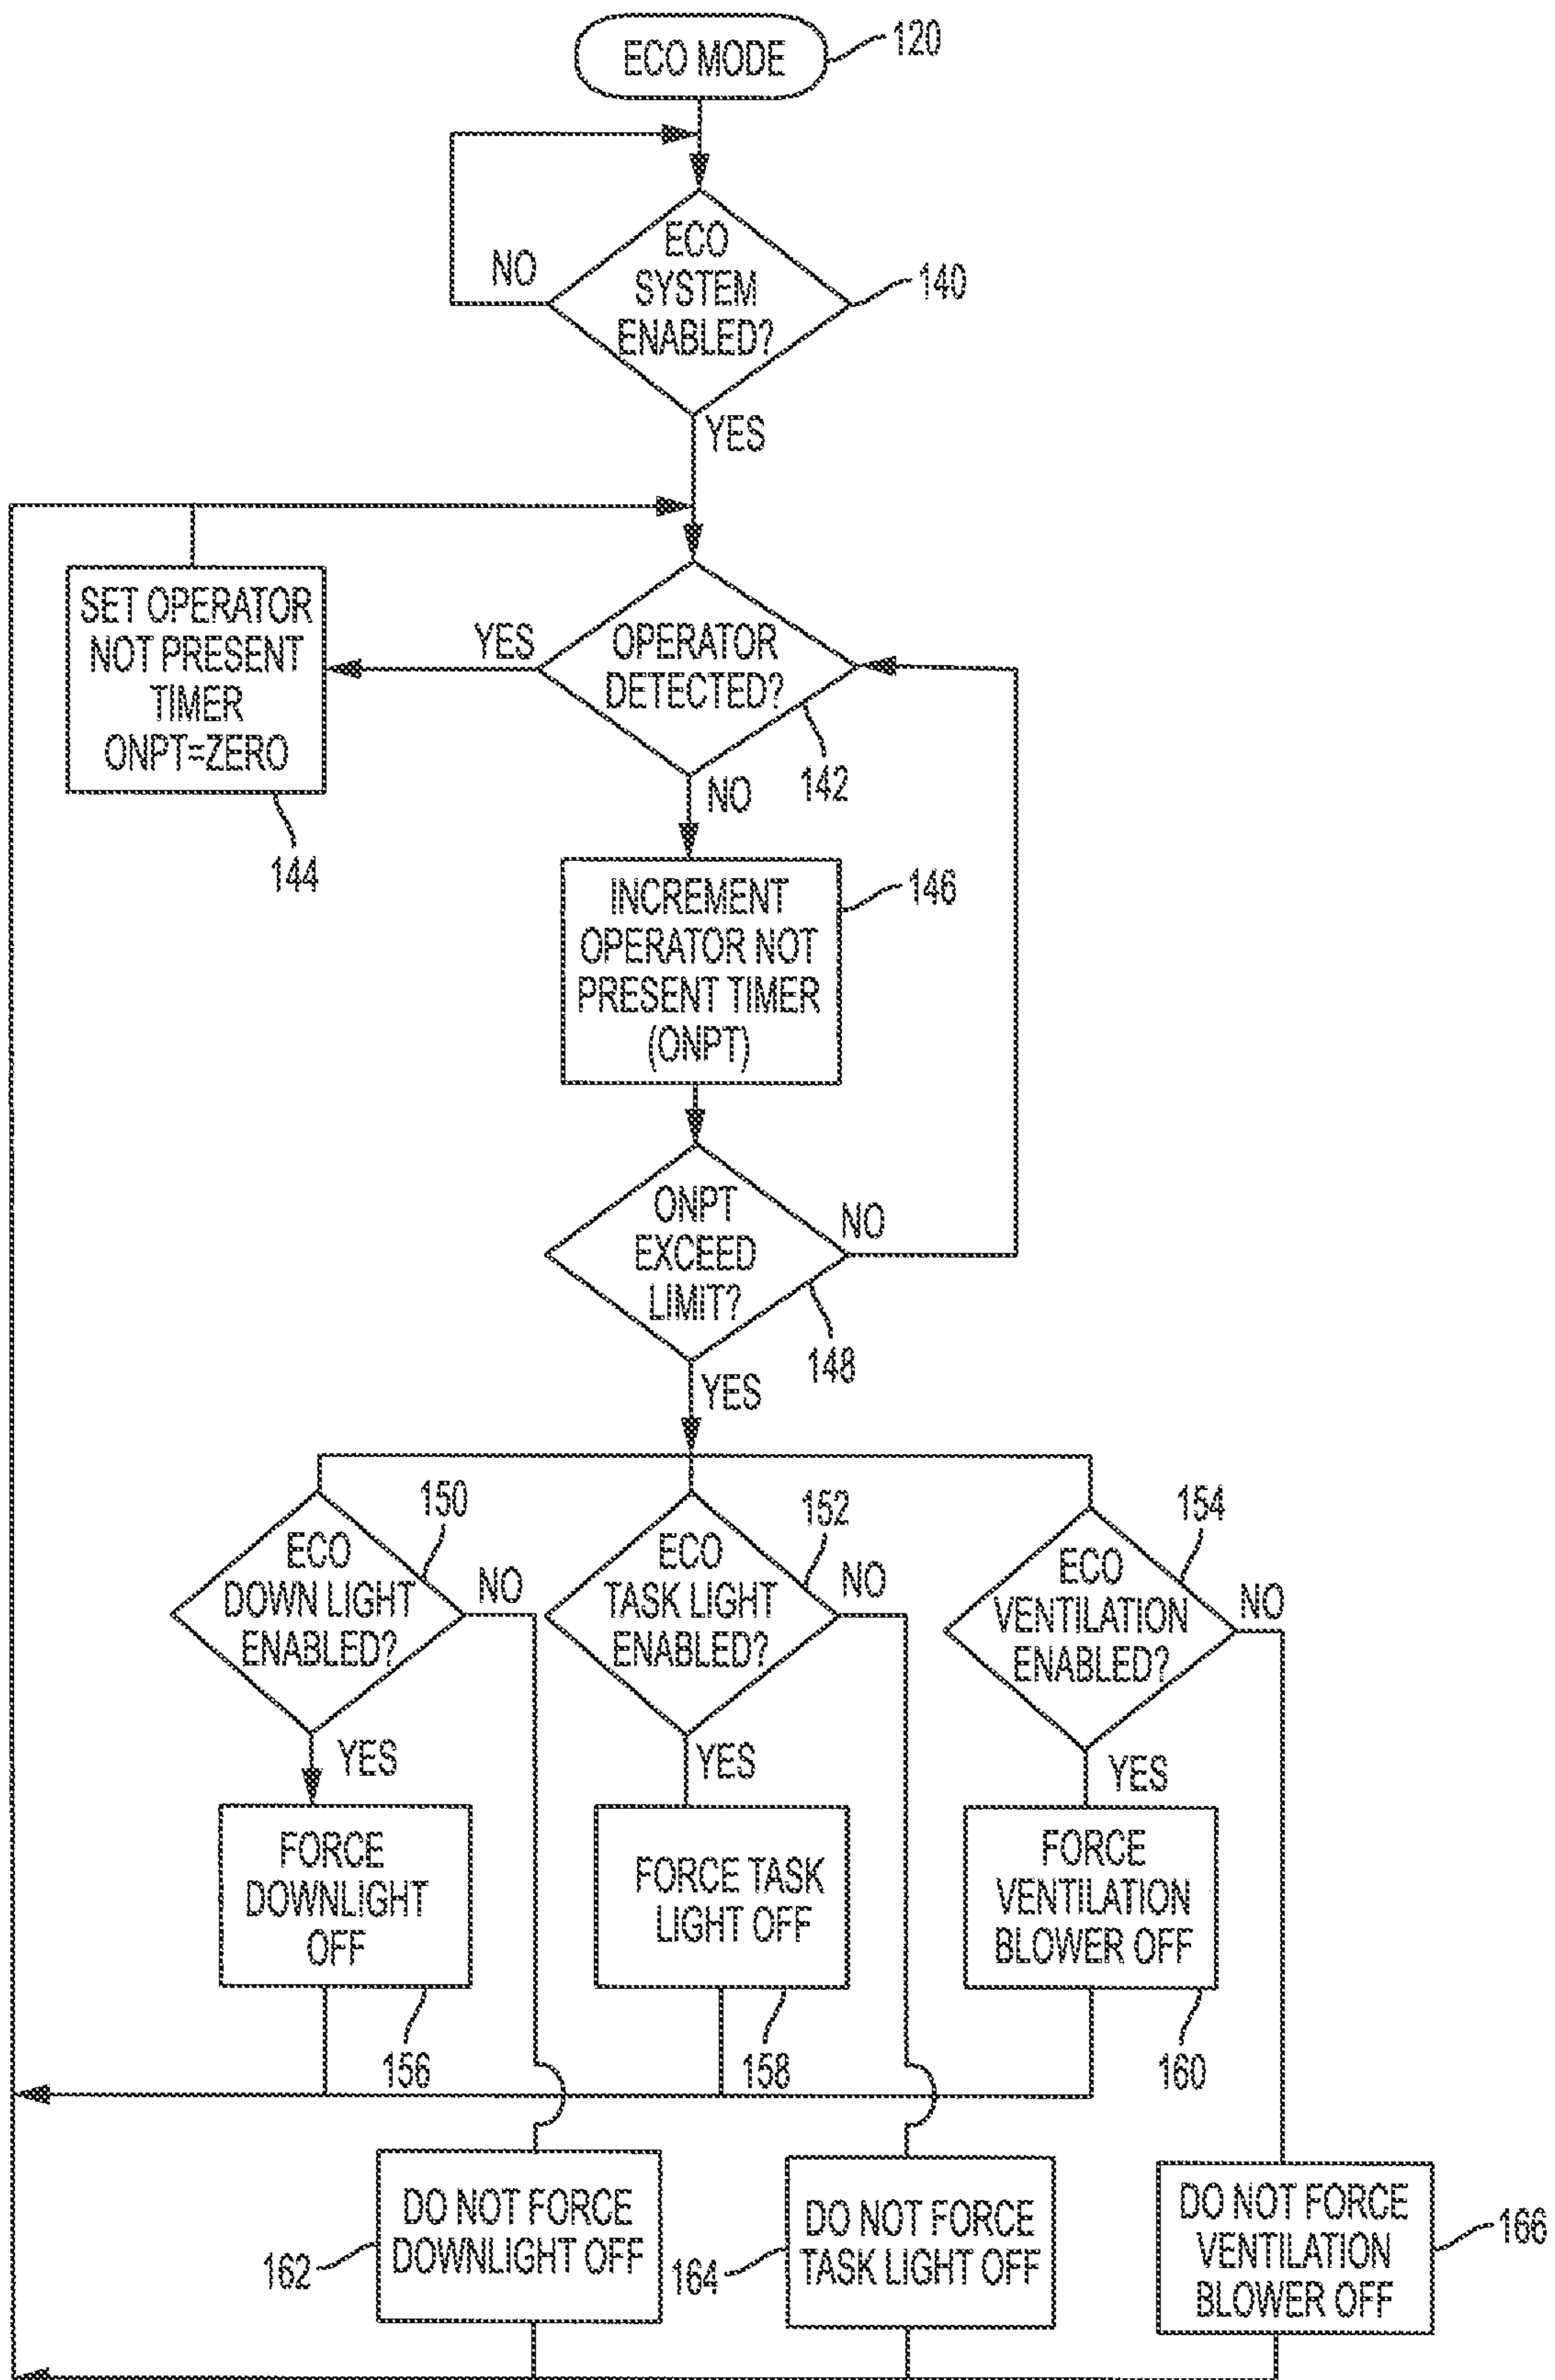 ECO MODE
120
ECO
SYSTEM
ENABLED?
NO
140
YES
SET OPERATOR
NOT PRESENT
TIMER
ONPT=ZERO
144
YES
OPERATOR
DETECTED?
142
NO
INCREMENT
OPERATOR NOT
PRESENT TIMER
(ONPT)
146
ONPT
EXCEED
LIMIT?
NO
148
YES
ECO
DOWN LIGHT
ENABLED?
150
NO
YES
ECO
TASK LIGHT
ENABLED?
152
NO
YES
ECO
VENTILATION
ENABLED?
154
NO
YES
FORCE
DOWNLIGHT
OFF
156
FORCE TASK
LIGHT OFF
158
FORCE
VENTILATION
BLOWER OFF
160
DO NOT FORCE
DOWNLIGHT OFF
162
DO NOT FORCE
TASK LIGHT OFF
164
DO NOT FORCE
VENTILATION
BLOWER OFF
166